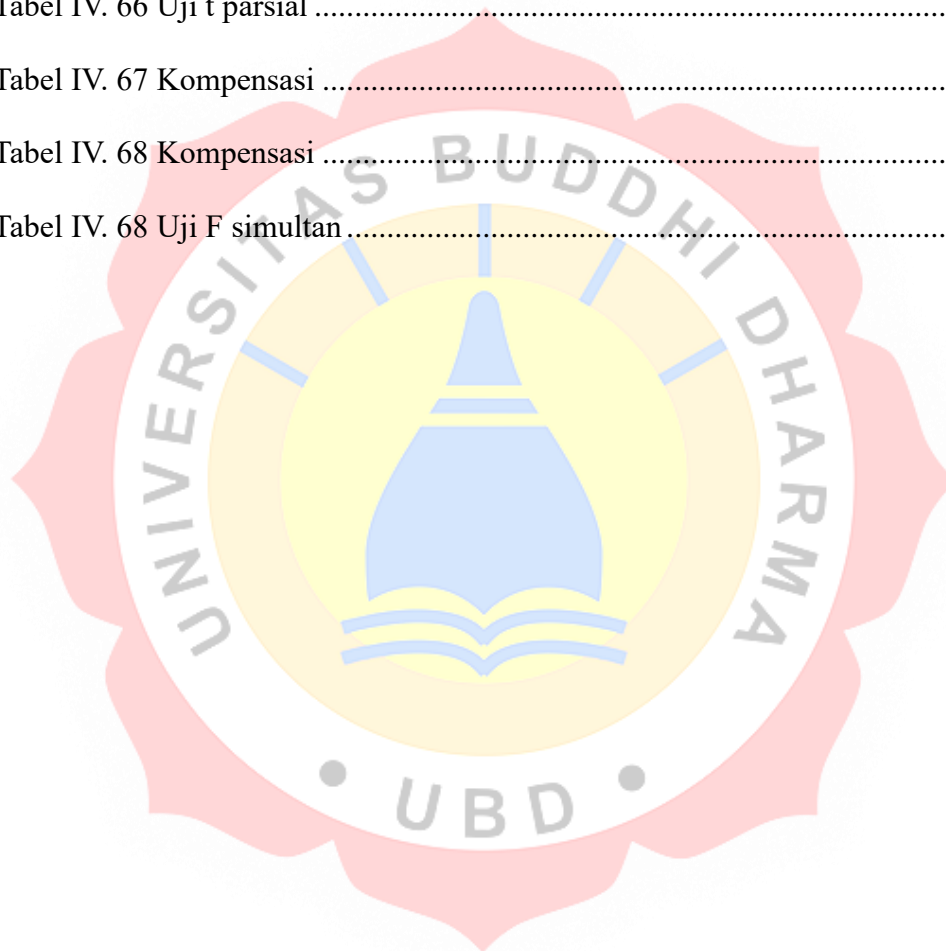 Tabel IV. 66 Uji t parsial ..........................................................................
Tabel IV. 67 Kompensasi ..........................................................................
Tabel IV. 68 Kompensasi ..........................................................................
Tabel IV. 68 Uji F simultan .......................................................................
UNIVERSITAS BUDDHI DHARMA
• UBD •